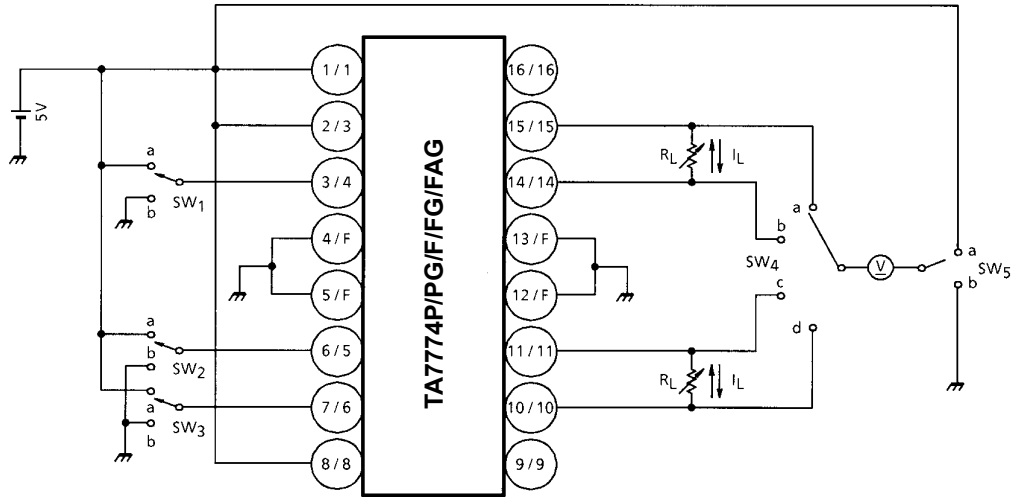 1 / 1
16 / 16
5V
2 / 3
15 / 15
a
SW1
b
3 / 4
RL
IL
14 / 14
4 / F
13 / F
a
b
SW4
c
d
V
a
SW5
b
5 / F
12 / F
TA7774P/PG/F/FG/FAG
a
b
SW2
6 / 5
11 / 11
RL
IL
a
SW3
b
7 / 6
10 / 10
8 / 8
9 / 9